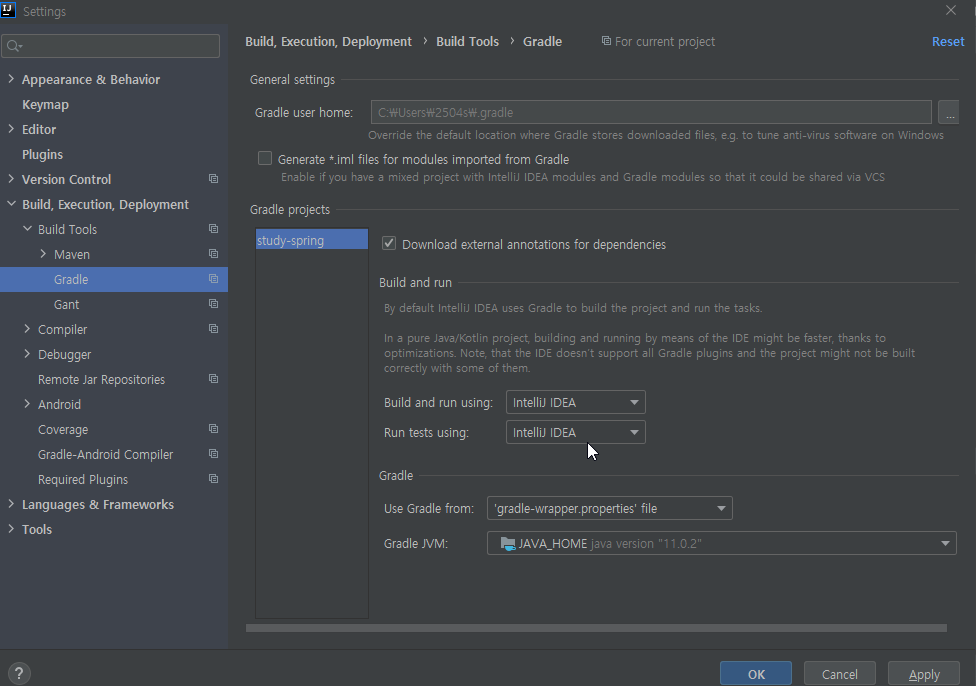 IJ
Settings
Build, Execution, Deployment › Build Tools › Gradle For current project Reset
Appearance & Behavior
Keymap
Editor
Plugins
Version Control
Build, Execution, Deployment
Build Tools
Maven
Gradle
Gant
Compiler
Debugger
Remote Jar Repositories
Android
Coverage
Gradle-Android Compiler
Required Plugins
Languages & Frameworks
Tools
General settings
Gradle user home: C:₩Users₩2504s₩.gradle ...
Override the default location where Gradle stores downloaded files, e.g. to tune anti-virus software on Windows
Generate *.iml files for modules imported from Gradle
Enable if you have a mixed project with IntelliJ IDEA modules and Gradle modules so that it could be shared via VCS
Gradle projects
study-spring
Download external annotations for dependencies
Build and run
By default IntelliJ IDEA uses Gradle to build the project and run the tasks.
In a pure Java/Kotlin project, building and running by means of the IDE might be faster, thanks to
optimizations. Note, that the IDE doesn't support all Gradle plugins and the project might not be built
correctly with some of them.
Build and run using: IntelliJ IDEA
Run tests using: IntelliJ IDEA
Gradle
Use Gradle from: 'gradle-wrapper.properties' file
Gradle JVM: JAVA_HOME java version "11.0.2"
?
OK
Cancel
Apply